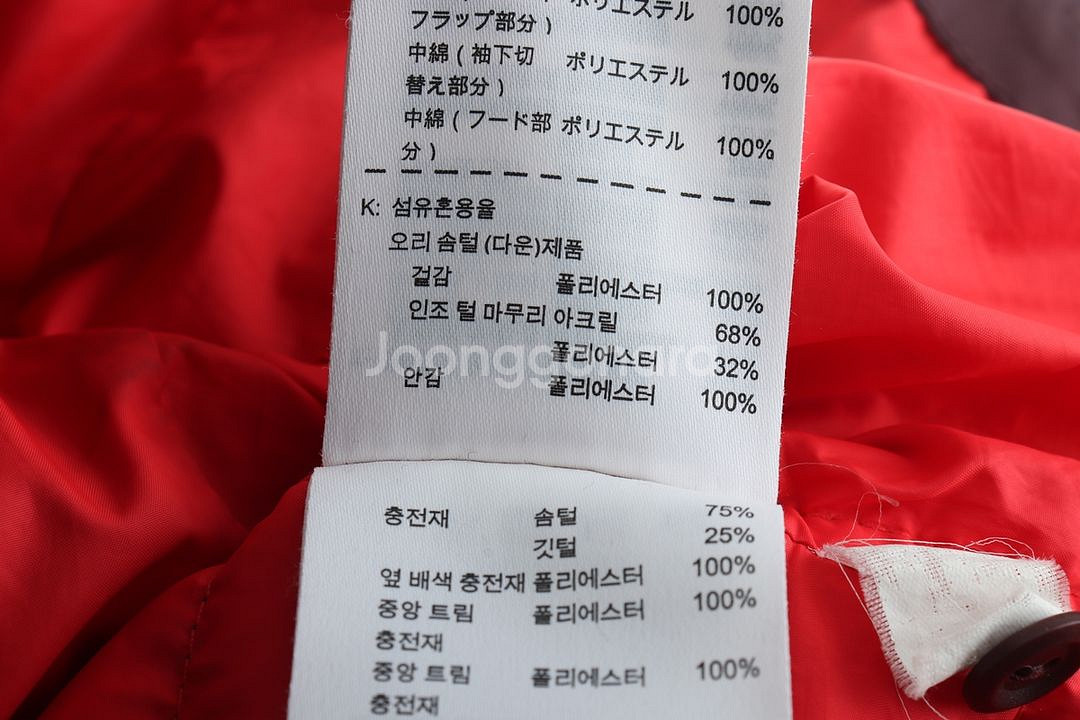 ポリエステル 100%
フラップ部分 )
中綿 ( 袖下切 ポリエステル 100%
替え部分 )
中綿 ( フード部 ポリエステル 100%
分 )
K: 섬유혼용율
오리 솜털 (다운)제품
걸감 폴리에스터 100%
인조 털 마무리 아크릴 68%
폴리에스터 32%
안감 폴리에스터 100%
충전재 솜털 75%
깃털 25%
옆 배색 충전재 폴리에스터 100%
중앙 트림 폴리에스터 100%
충전재
중앙 트림 폴리에스터 100%
충전재